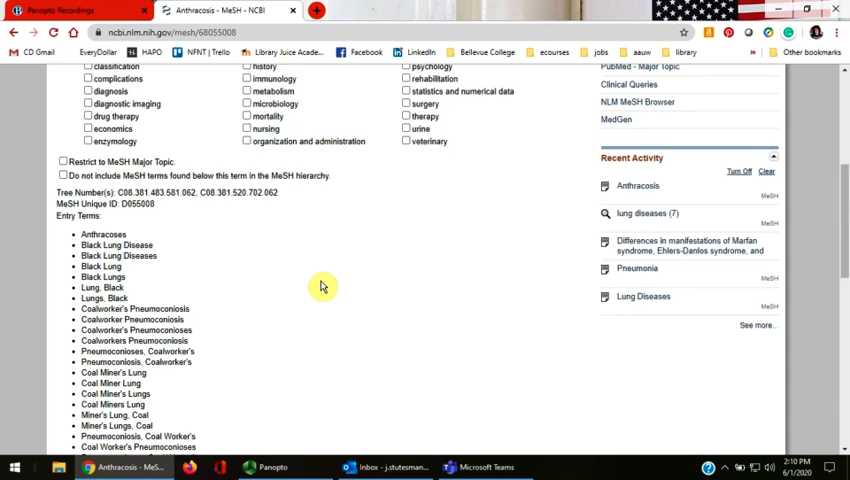 Panopto Recordings
Anthracosis - MeSH - NCBI
ncbi.nlm.nih.gov/mesh/68055008
CD Gmail
EveryDollar
HAPO
NFNT | Trello
Library Juice Acade...
Facebook
LinkedIn
Bellevue College
ecourses
jobs
aauw
library
Other bookmarks
classification
history
psychology
complications
immunology
rehabilitation
diagnosis
metabolism
statistics and numerical data
diagnostic imaging
microbiology
surgery
drug therapy
mortality
therapy
economics
nursing
urine
enzymology
organization and administration
veterinary
Restrict to MeSH Major Topic.
Do not include MeSH terms found below this term in the MeSH hierarchy.
Tree Number(s): C08.381.483.581.062, C08.381.520.702.062
MeSH Unique ID: D055008
Entry Terms:
Anthracoses
Black Lung Disease
Black Lung Diseases
Black Lung
Black Lungs
Lung, Black
Lungs, Black
Coalworker's Pneumoconiosis
Coalworker Pneumoconiosis
Coalworker's Pneumoconioses
Coalworkers Pneumoconiosis
Pneumoconioses, Coalworker's
Pneumoconiosis, Coalworker's
Coal Miner's Lung
Coal Miner Lung
Coal Miner's Lungs
Coal Miners Lung
Miner's Lung, Coal
Miner's Lungs, Coal
Pneumoconiosis, Coal Worker's
Coal Worker's Pneumoconioses
PubMed - Major Topic
Clinical Queries
NLM MeSH Browser
MedGen
Recent Activity
Turn Off Clear
Anthracosis
MeSH
lung diseases (7)
MeSH
Differences in manifestations of Marfan
syndrome, Ehlers-Danlos syndrome, and
Pneumonia
MeSH
Lung Diseases
MeSH
See more...
Anthracosis - MeS...
Panopto
Inbox - j.stutesman...
Microsoft Teams
2:10 PM
6/1/2020